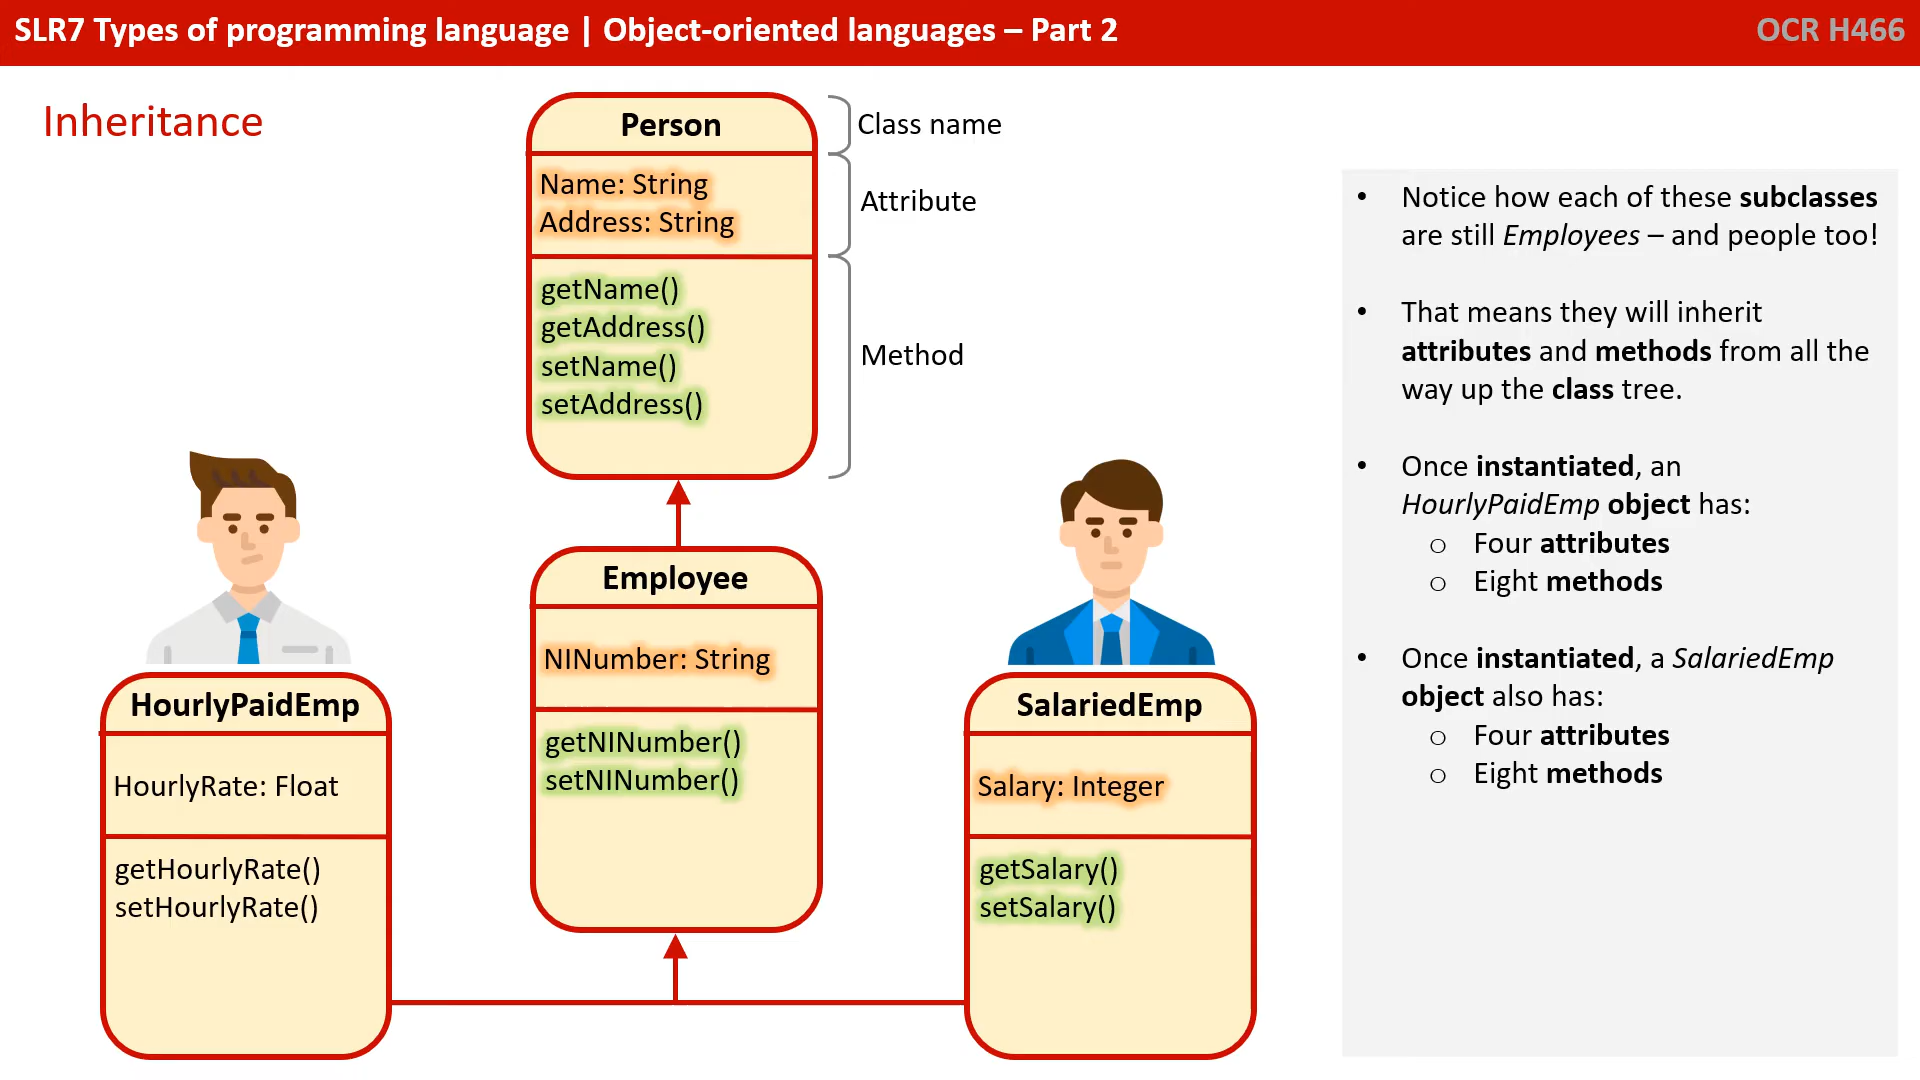 SLR7 Types of programming language | Object-oriented languages – Part 2
OCR H466
Inheritance
Person
Name: String
Address: String
getName()
getAddress()
setName()
setAddress()
Class name
Attribute
Method
Employee
NINumber: String
getNINumber()
setNINumber()
HourlyPaidEmp
HourlyRate: Float
getHourlyRate()
setHourlyRate()
SalariedEmp
Salary: Integer
getSalary()
setSalary()
• Notice how each of these subclasses
are still Employees – and people too!
• That means they will inherit
attributes and methods from all the
way up the class tree.
• Once instantiated, an
HourlyPaidEmp object has:
o Four attributes
o Eight methods
• Once instantiated, a SalariedEmp
object also has:
o Four attributes
o Eight methods